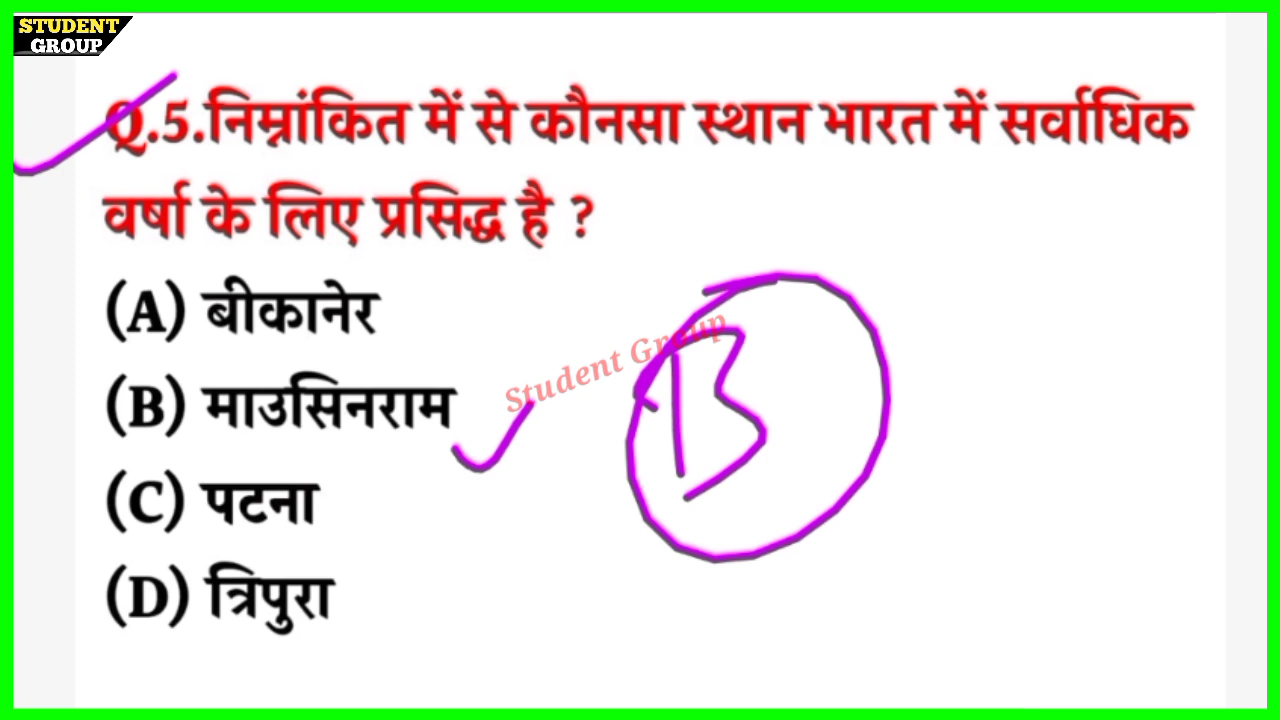 STUDENT
GROUP
Q.5.निम्नांकित में से कौनसा स्थान भारत में सर्वाधिक
वर्षा के लिए प्रसिद्ध है ?
(A) बीकानेर
(B) माउसिनराम
(C) पटना
(D) त्रिपुरा
Student Group
B